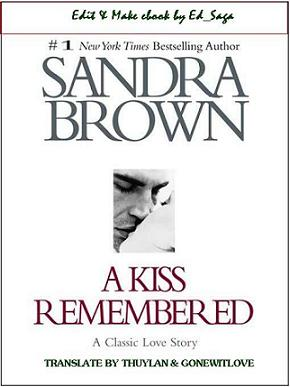 Edit & Make ebook by Ed_Saga
#1 New York Times Bestselling Author
SANDRA
BROWN
A KISS
REMEMBERED
A Classic Love Story
TRANSLATE BY THUYLAN & GONEWITLOVE